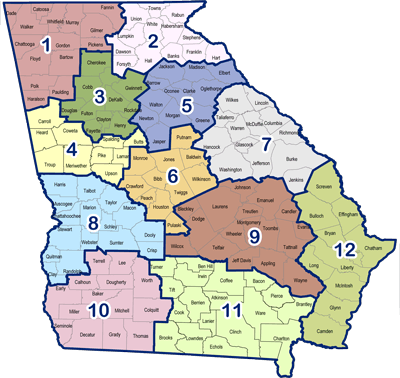 Dade
Catoosa
Whitfield
Murray
Fannin
Gilmer
Chattooga
Gordon
Pickens
Floyd
Bartow
Polk
Paulding
Haralson
1
Towns
Rabun
Union
White
Habersham
Lumpkin
Stephens
Dawson
Banks
Franklin
Hart
Forsyth
Hall
2
Cherokee
Cobb
Gwinnett
DeKalb
Douglas
Fulton
Rockdale
Clayton
Henry
Fayette
3
Carroll
Heard
Coweta
Spalding
Butts
Troup
Meriwether
Pike
Lamar
4
Jackson
Madison
Elbert
Barrow
Oconee
Clarke
Oglethorpe
Walton
Morgan
Greene
Newton
Jasper
5
Putnam
Monroe
Jones
Baldwin
Bibb
Wilkinson
Crawford
Twiggs
Peach
Houston
Pulaski
6
Wilkes
Lincoln
Taliaferro
McDuffie
Columbia
Warren
Richmond
Hancock
Glascock
Washington
Jefferson
Burke
Jenkins
7
Harris
Talbot
Upson
Muscogee
Marion
Taylor
Macon
Chattahoochee
Schley
Stewart
Webster
Sumter
Dooly
Crisp
Quitman
Clay
Randolph
8
Johnson
Bleckley
Laurens
Emanuel
Treutlen
Candler
Dodge
Montgomery
Evans
Wheeler
Toombs
Tattnall
Wilcox
Telfair
Jeff Davis
Appling
Wayne
9
Terrell
Lee
Early
Calhoun
Dougherty
Worth
Baker
Miller
Mitchell
Colquitt
Seminole
Decatur
Grady
Thomas
10
Turner
Ben Hill
Irwin
Coffee
Bacon
Tift
Pierce
Berrien
Atkinson
Ware
Brantley
Cook
Lanier
Clinch
Brooks
Lowndes
Echols
Charlton
11
Screven
Bulloch
Effingham
Bryan
Chatham
Long
Liberty
McIntosh
Glynn
Camden
12